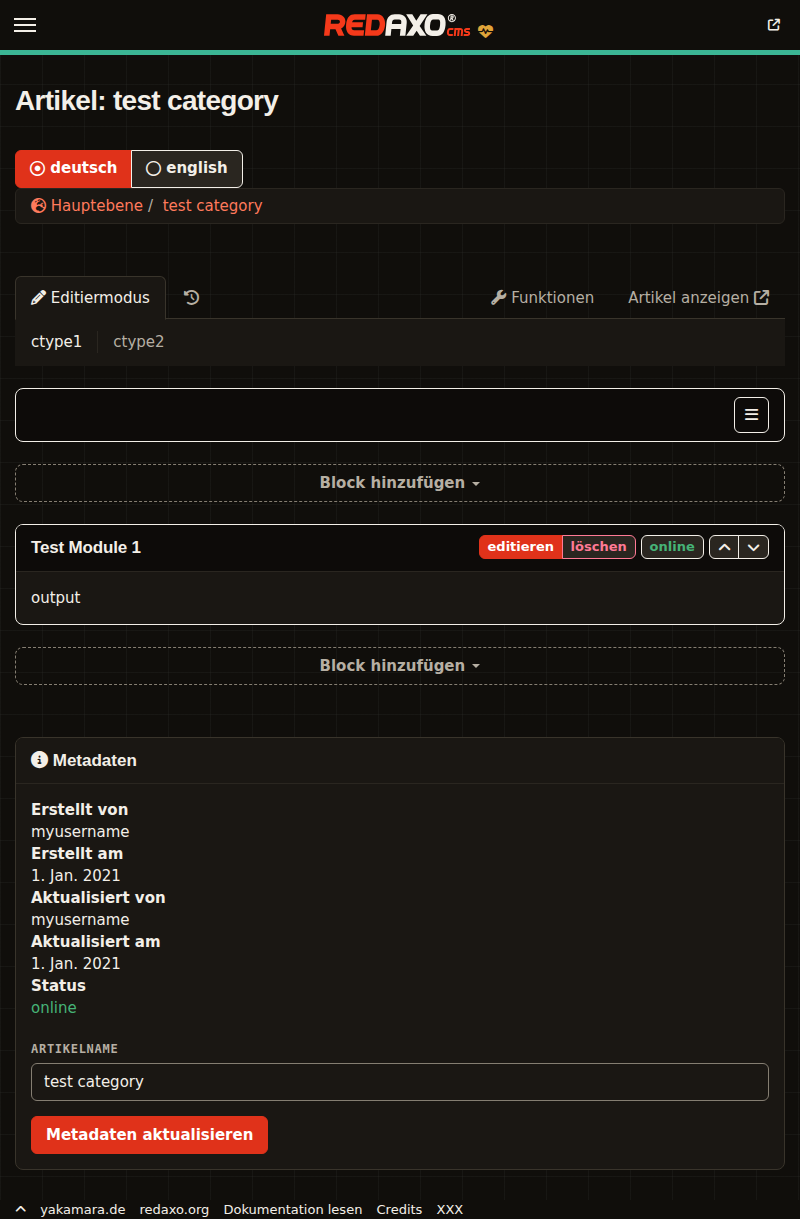 REDAXO® cms
Artikel: test category
deutsch english
Hauptebene / test category
Editiermodus Funktionen Artikel anzeigen
ctype1 ctype2
Block hinzufügen
Test Module 1 editieren löschen online
output
Block hinzufügen
Metadaten
Erstellt von
myusername
Erstellt am
1. Jan. 2021
Aktualisiert von
myusername
Aktualisiert am
1. Jan. 2021
Status
online
ARTIKELNAME
test category
Metadaten aktualisieren
yakamara.de redaxo.org Dokumentation lesen Credits XXX